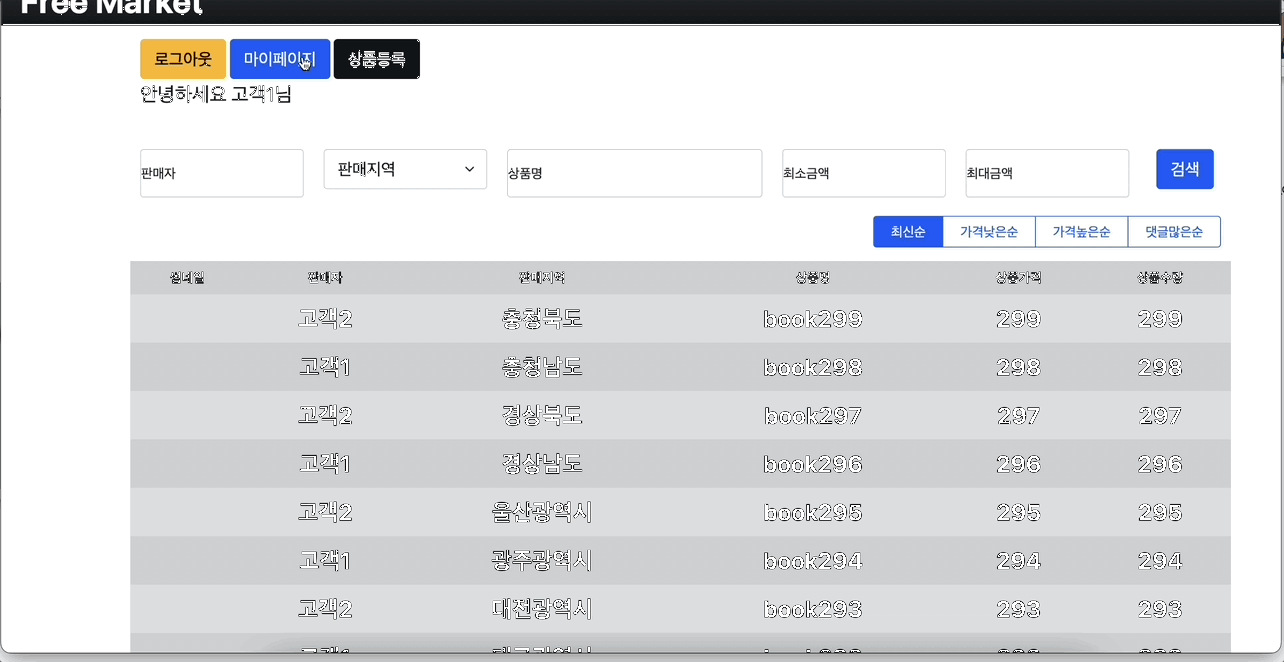 Free Market
로그아웃 마이페이지 상품등록
안녕하세요 고객1님
판매자 판매지역 상품명 최소금액 최대금액 검색
최신순 가격낮은순 가격높은순 댓글많은순
썸네일 판매자 판매지역 상품명 상품가격 상품수량
고객2 충청북도 book299 299 299
고객1 충청남도 book298 298 298
고객2 경상북도 book297 297 297
고객1 경상남도 book296 296 296
고객2 울산광역시 book295 295 295
고객1 광주광역시 book294 294 294
고객2 대전광역시 book293 293 293